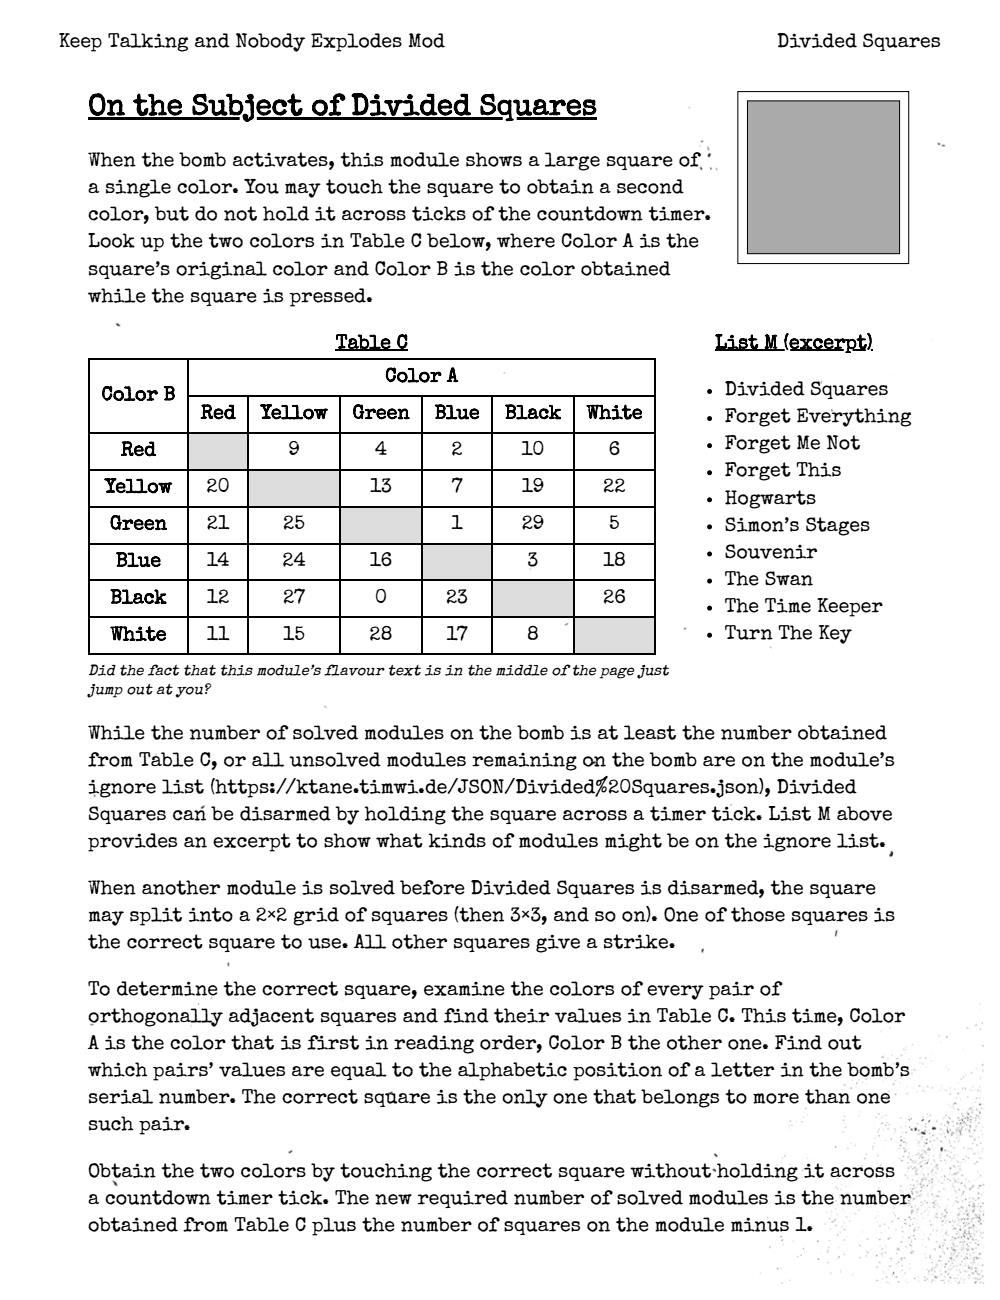 Keep Talking and Nobody Explodes Mod Divided Squares
On the Subject of Divided Squares
When the bomb activates, this module shows a large square of
a single color. You may touch the square to obtain a second
color, but do not hold it across ticks of the countdown timer.
Look up the two colors in Table C below, where Color A is the
square's original color and Color B is the color obtained
while the square is pressed.
Table C
Color B Color A
Red Yellow Green Blue Black White
Red 9 4 2 10 6
Yellow 20 13 7 19 22
Green 21 25 1 29 5
Blue 14 24 16 3 18
Black 12 27 0 23 26
White 11 15 28 17 8
List M (excerpt)
• Divided Squares
• Forget Everything
• Forget Me Not
• Forget This
• Hogwarts
• Simon's Stages
• Souvenir
• The Swan
• The Time Keeper
• Turn The Key
Did the fact that this module's flavour text is in the middle of the page just
jump out at you?
While the number of solved modules on the bomb is at least the number obtained
from Table C, or all unsolved modules remaining on the bomb are on the module's
ignore list (https://ktane.timwi.de/JSON/Divided%20Squares.json), Divided
Squares can be disarmed by holding the square across a timer tick. List M above
provides an excerpt to show what kinds of modules might be on the ignore list.
When another module is solved before Divided Squares is disarmed, the square
may split into a 2×2 grid of squares (then 3×3, and so on). One of those squares is
the correct square to use. All other squares give a strike.
To determine the correct square, examine the colors of every pair of
orthogonally adjacent squares and find their values in Table C. This time, Color
A is the color that is first in reading order, Color B the other one. Find out
which pairs' values are equal to the alphabetic position of a letter in the bomb's
serial number. The correct square is the only one that belongs to more than one
such pair.
Obtain the two colors by touching the correct square without holding it across
a countdown timer tick. The new required number of solved modules is the number
obtained from Table C plus the number of squares on the module minus 1.